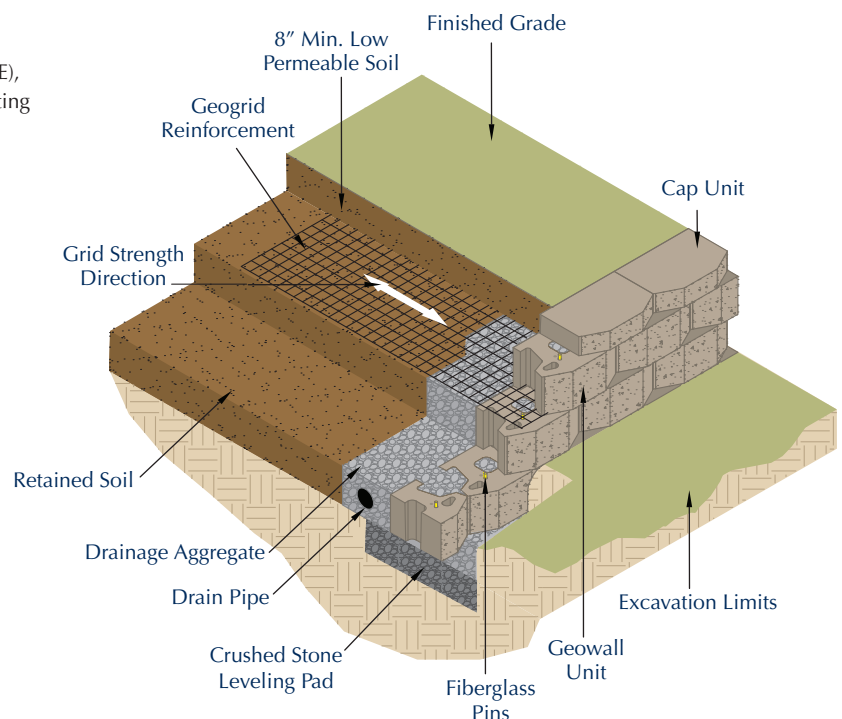 E),
ting
Finished Grade
8” Min. Low
Permeable Soil
Geogrid
Reinforcement
Cap Unit
Grid Strength
Direction
Retained Soil
Drainage Aggregate
Drain Pipe
Excavation Limits
Crushed Stone
Leveling Pad
Geowall
Unit
Fiberglass
Pins